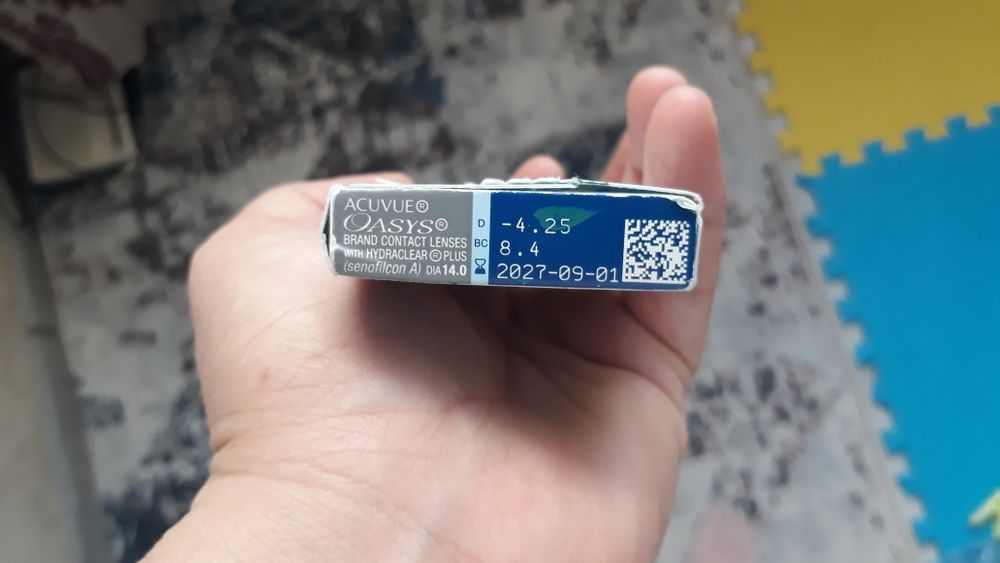 ACUVUE®
OASYS®
BRAND CONTACT LENSES
WITH HYDRACLEAR® PLUS
(senofilcon A) DIA 14.0
D -4.25
BC 8.4
2027-09-01